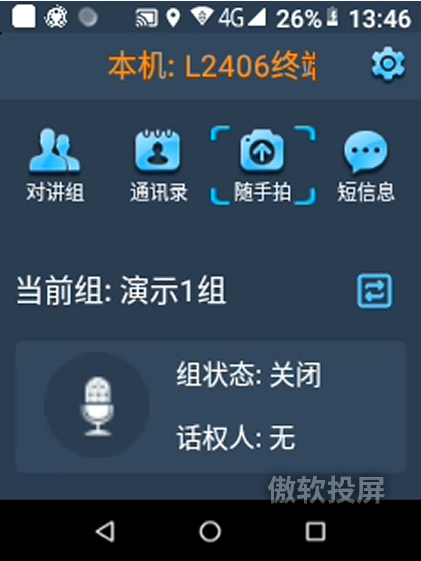 4G 26% 13:46
本机: L2406终端
对讲组 通讯录 随手拍 短信息
当前组: 演示1组
组状态: 关闭
话权人: 无
傲软投屏